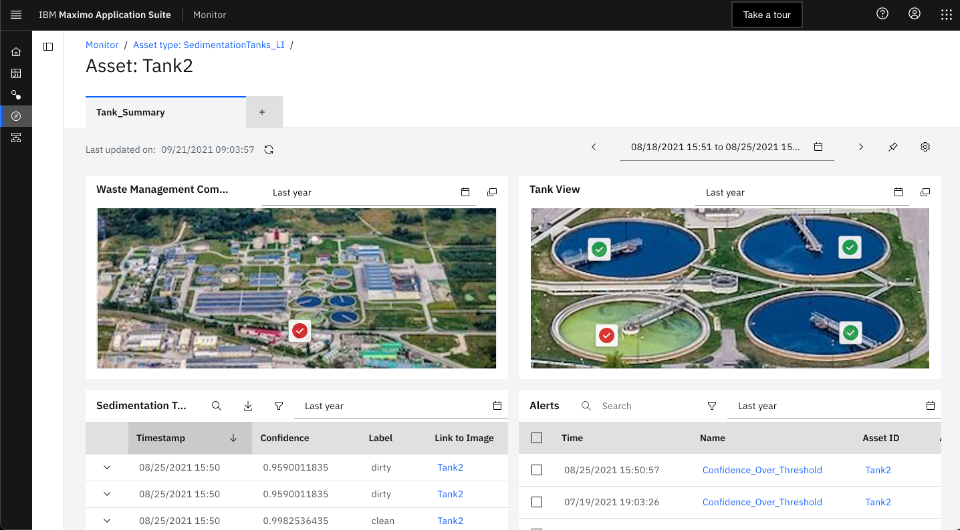 IBM Maximo Application Suite Monitor Take a tour
Monitor / Asset type: SedimentationTanks_LI /
Asset: Tank2
Tank_Summary +
Last updated on: 09/21/2021 09:03:57 08/18/2021 15:51 to 08/25/2021 15...
Waste Management Com... Last year
Tank View Last year
Sedimentation T... Last year
Timestamp Confidence Label Link to Image
08/25/2021 15:50 0.9590011835 dirty Tank2
08/25/2021 15:50 0.9590011835 dirty Tank2
08/25/2021 15:50 0.9982536435 clean Tank2
Alerts Search Last year
Time Name Asset ID
08/25/2021 15:50:57 Confidence_Over_Threshold Tank2
07/19/2021 19:03:26 Confidence_Over_Threshold Tank2